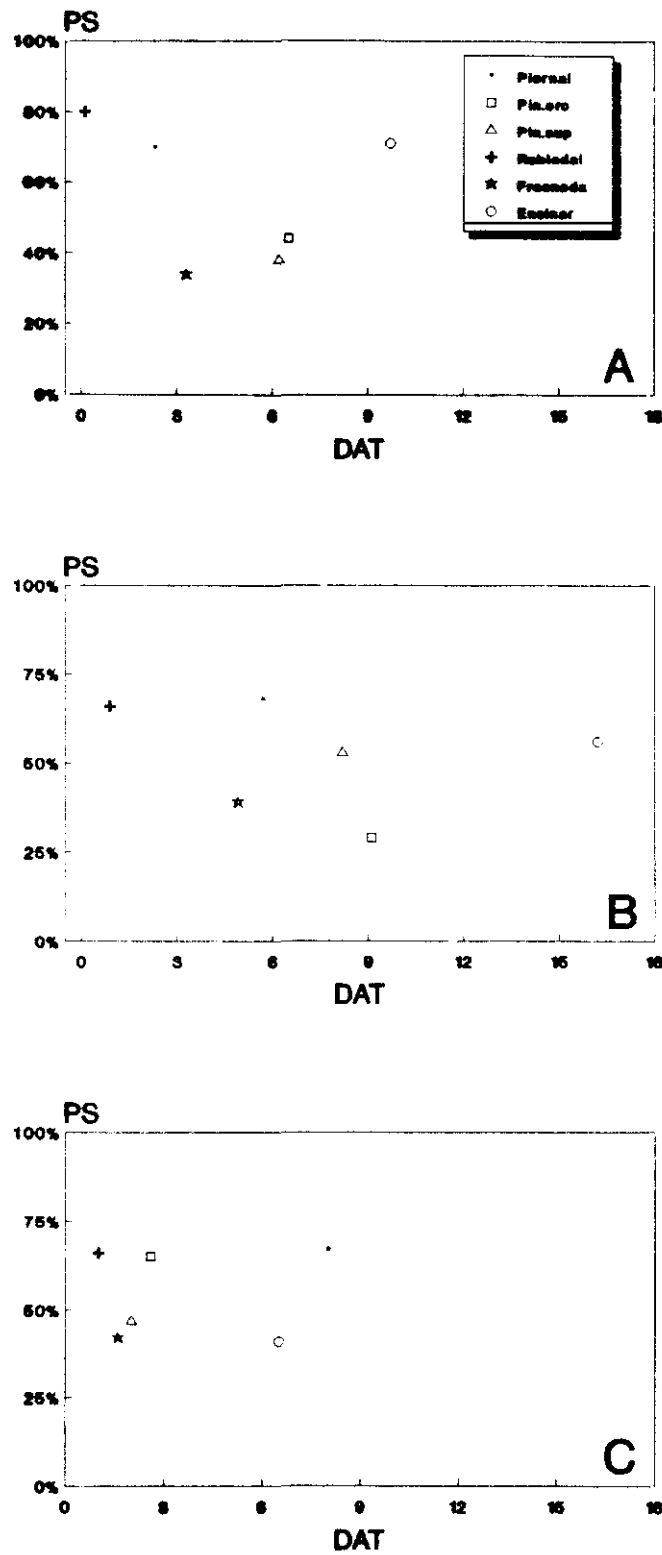 PS
100%
80%
60%
40%
20%
0%
Piornal
Pin.oro
Pin.sup
Robledal
Fresneda
Encinar
A
0 3 6 9 12 15 18
DAT
PS
100%
75%
50%
25%
0%
B
0 3 6 9 12 15 18
DAT
PS
100%
75%
50%
25%
0%
C
0 3 6 9 12 15 18
DAT